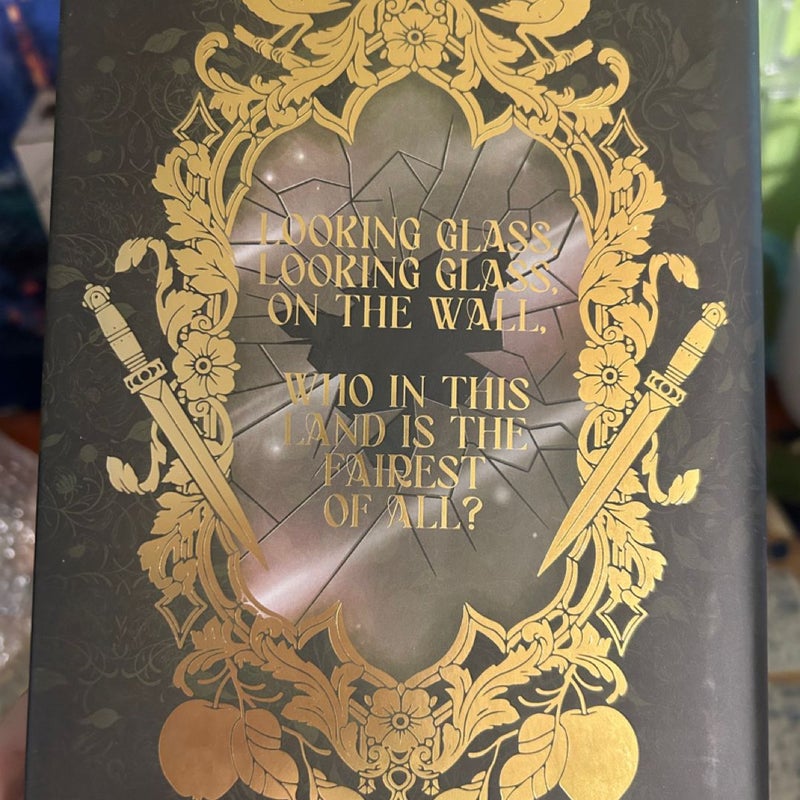 LOOKING GLASS,
LOOKING GLASS,
ON THE WALL,
WHO IN THIS
LAND IS THE
FAIREST
OF ALL?